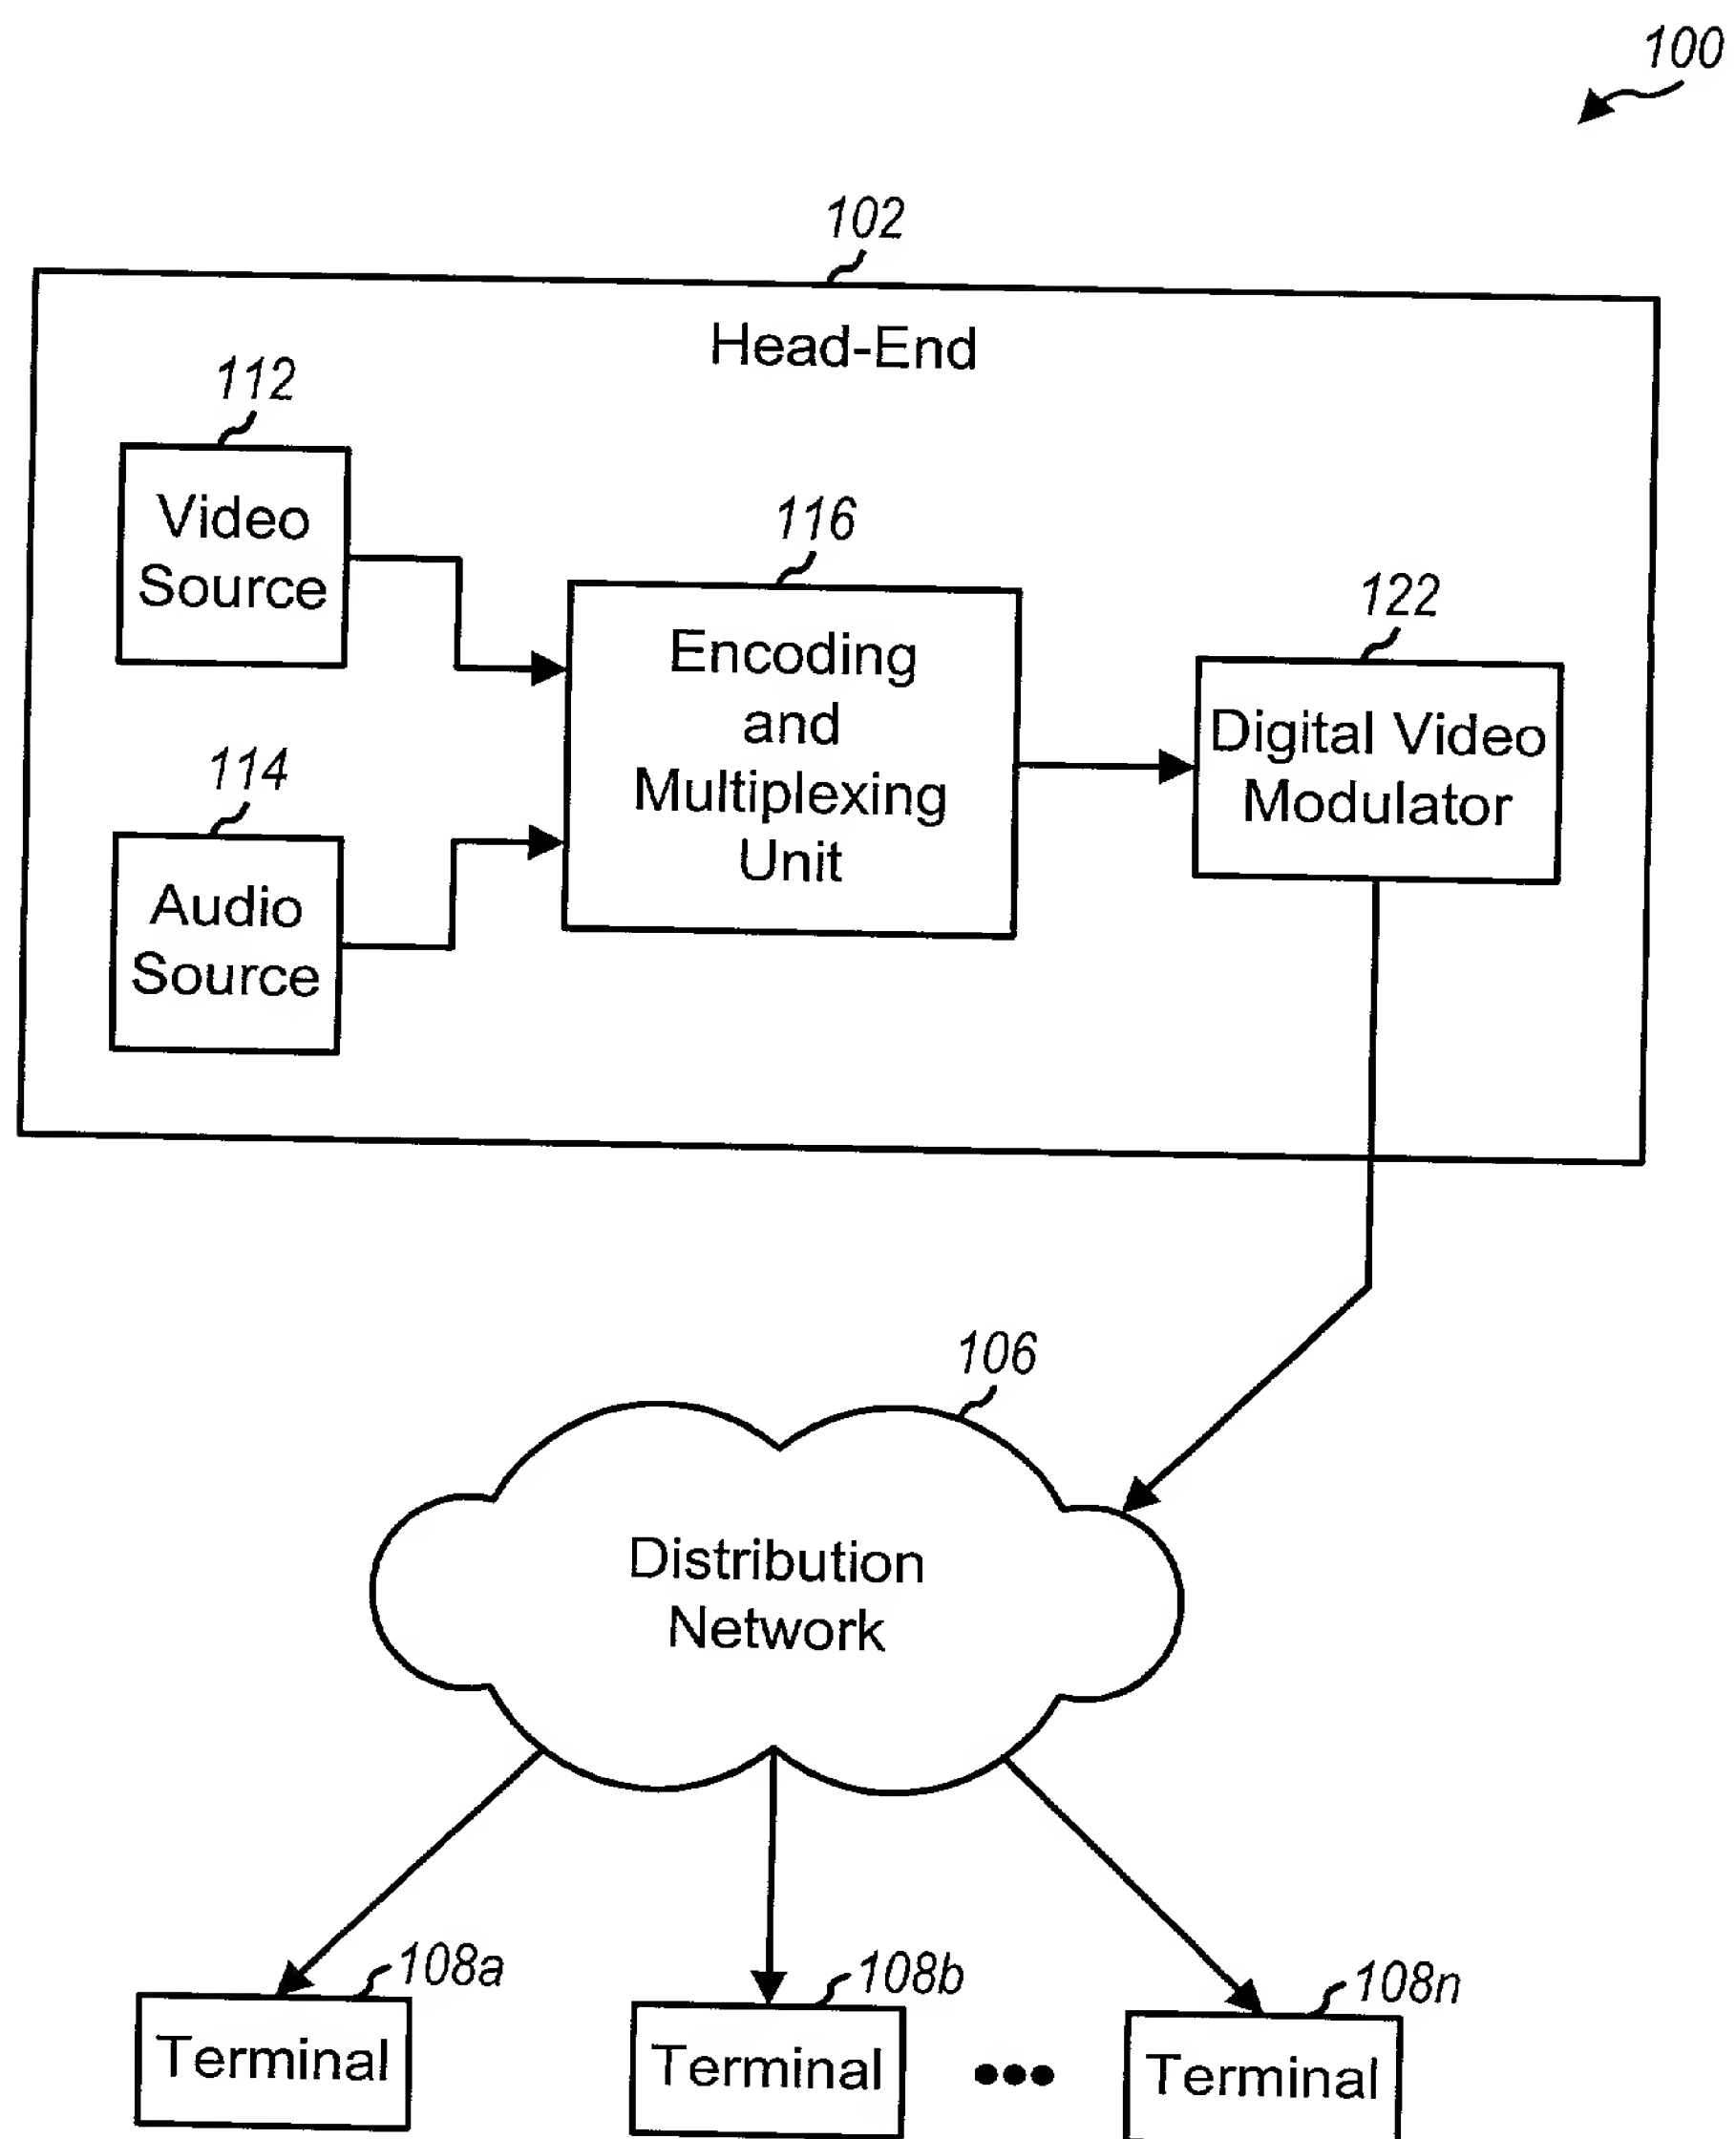 100
102
Head-End
112
Video
Source
116
Encoding
and
Multiplexing
Unit
122
Digital Video
Modulator
114
Audio
Source
106
Distribution
Network
108a
Terminal
108b
Terminal
108n
Terminal